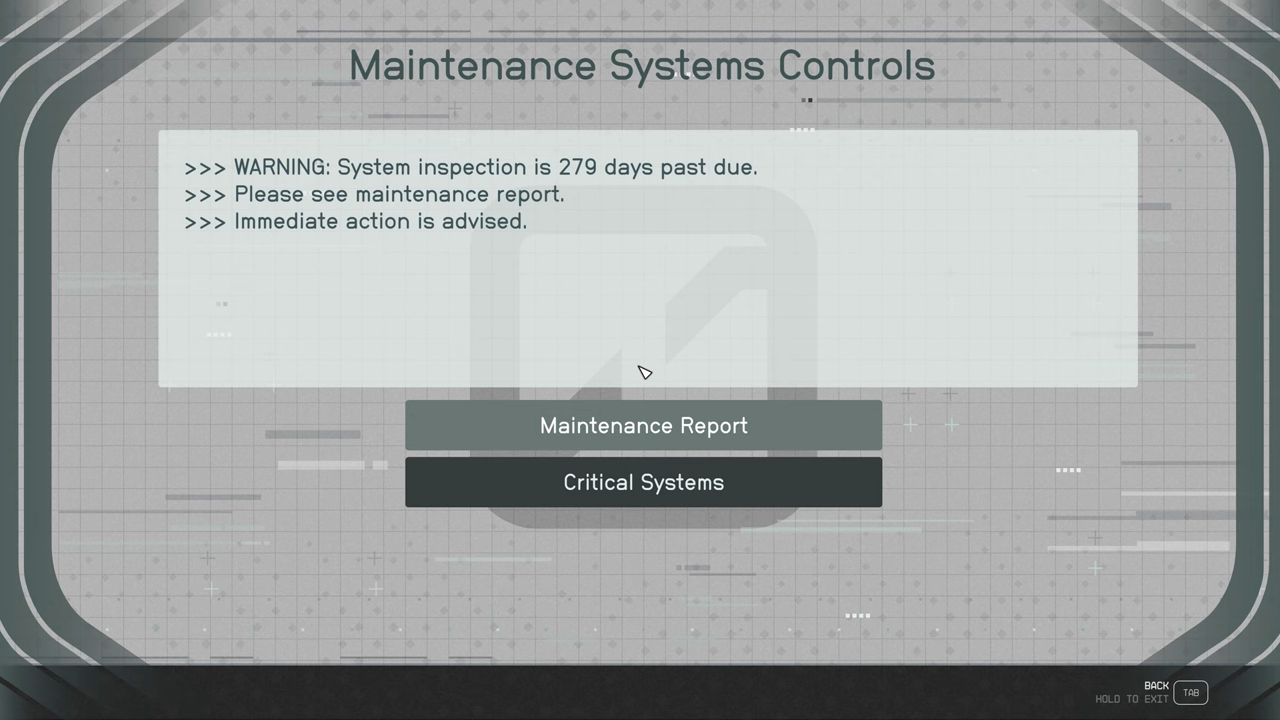 Maintenance Systems Controls
>>> WARNING: System inspection is 279 days past due.
>>> Please see maintenance report.
>>> Immediate action is advised.
Maintenance Report
Critical Systems
BACK
HOLD TO EXIT
TAB